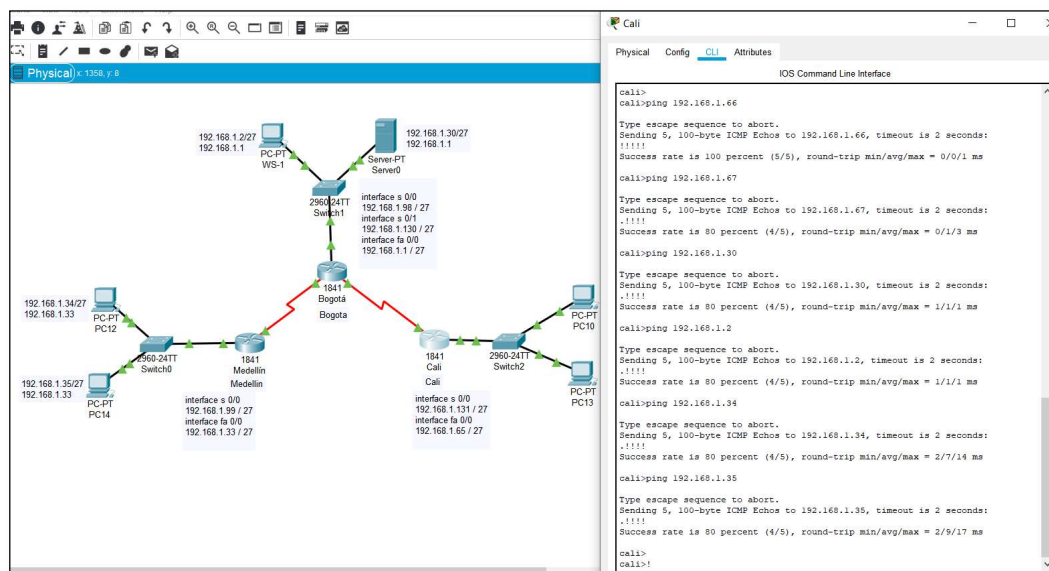 Physical x: 1358, y: 8
192.168.1.2/27
192.168.1.1
PC-PT
WS-1
192.168.1.30/27
192.168.1.1
Server-PT
Server0
2960-24TT
Switch1
interface s 0/0
192.168.1.98 / 27
interface s 0/1
192.168.1.130 / 27
interface fa 0/0
192.168.1.1 / 27
1841
Bogotá
Bogota
192.168.1.34/27
192.168.1.33
PC-PT
PC12
2960-24TT
Switch0
192.168.1.35/27
192.168.1.33
PC-PT
PC14
1841
Medellín
Medellin
interface s 0/0
192.168.1.99 / 27
interface fa 0/0
192.168.1.33 / 27
1841
Cali
Cali
interface s 0/0
192.168.1.131 / 27
interface fa 0/0
192.168.1.65 / 27
2960-24TT
Switch2
PC-PT
PC10
PC-PT
PC13
Cali
Physical Config CLI Attributes
IOS Command Line Interface
cali>
cali>ping 192.168.1.66
Type escape sequence to abort.
Sending 5, 100-byte ICMP Echos to 192.168.1.66, timeout is 2 seconds:
!!!!!
Success rate is 100 percent (5/5), round-trip min/avg/max = 0/0/1 ms
cali>ping 192.168.1.67
Type escape sequence to abort.
Sending 5, 100-byte ICMP Echos to 192.168.1.67, timeout is 2 seconds:
.!!!!
Success rate is 80 percent (4/5), round-trip min/avg/max = 0/1/3 ms
cali>ping 192.168.1.30
Type escape sequence to abort.
Sending 5, 100-byte ICMP Echos to 192.168.1.30, timeout is 2 seconds:
.!!!!
Success rate is 80 percent (4/5), round-trip min/avg/max = 1/1/1 ms
cali>ping 192.168.1.2
Type escape sequence to abort.
Sending 5, 100-byte ICMP Echos to 192.168.1.2, timeout is 2 seconds:
.!!!!
Success rate is 80 percent (4/5), round-trip min/avg/max = 1/1/1 ms
cali>ping 192.168.1.34
Type escape sequence to abort.
Sending 5, 100-byte ICMP Echos to 192.168.1.34, timeout is 2 seconds:
.!!!!
Success rate is 80 percent (4/5), round-trip min/avg/max = 2/7/14 ms
cali>ping 192.168.1.35
Type escape sequence to abort.
Sending 5, 100-byte ICMP Echos to 192.168.1.35, timeout is 2 seconds:
.!!!!
Success rate is 80 percent (4/5), round-trip min/avg/max = 2/9/17 ms
cali>
cali>!